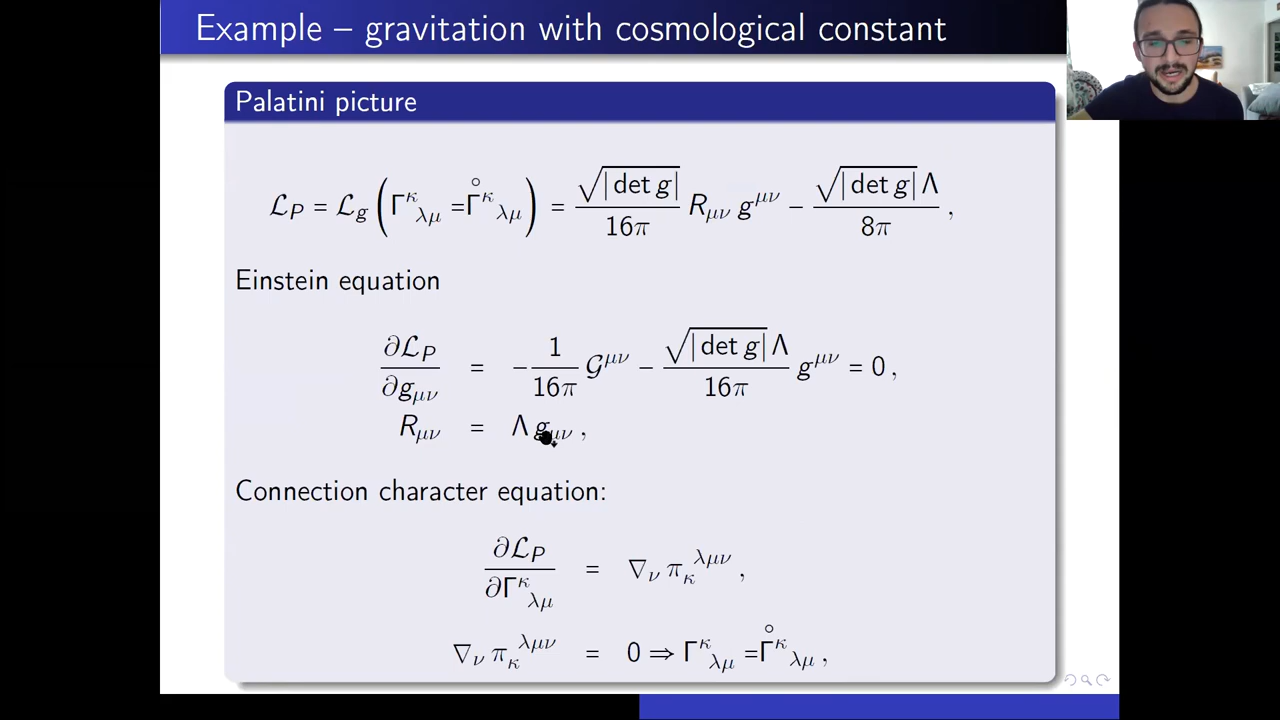 Example – gravitation with cosmological constant
Palatini picture
ℒ_P = ℒ_g (Γ^κ_{λμ} = Γ̊^κ_{λμ}) = √|det g| / 16π R_{μν} g^{μν} − √|det g| Λ / 8π ,
Einstein equation
∂ℒ_P / ∂g_{μν} = − 1 / 16π 𝒢^{μν} − √|det g| Λ / 16π g^{μν} = 0 ,
R_{μν} = Λ g_{μν} ,
Connection character equation:
∂ℒ_P / ∂Γ^κ_{λμ} = ∇_ν π_κ^{λμν} ,
∇_ν π_κ^{λμν} = 0 ⇒ Γ^κ_{λμ} = Γ̊^κ_{λμ} ,